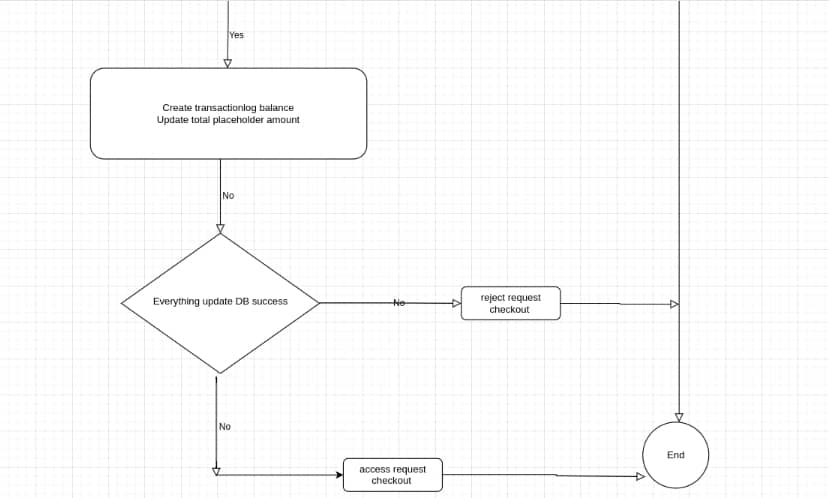 Yes
Create transactionlog balance
Update total placeholder amount
No
Everything update DB success
No
reject request
checkout
No
End
access request
checkout